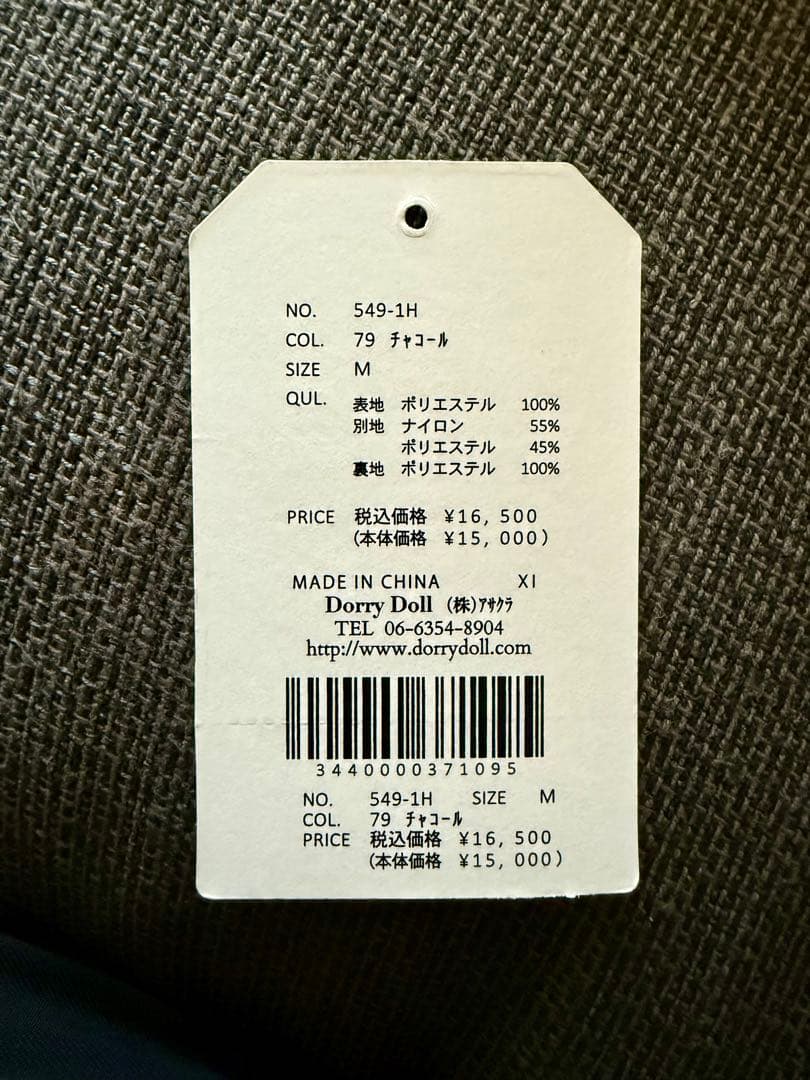 NO. 549-1H
COL. 79 ﾁｬｺｰﾙ
SIZE M
QUL. 表地 ポリエステル 100%
別地 ナイロン 55%
ポリエステル 45%
裏地 ポリエステル 100%
PRICE 税込価格 ¥16,500
(本体価格 ¥15,000)
MADE IN CHINA XI
Dorry Doll (株)ｱｻｸﾗ
TEL 06-6354-8904
http://www.dorrydoll.com
3440000371095
NO. 549-1H SIZE M
COL. 79 ﾁｬｺｰﾙ
PRICE 税込価格 ¥16,500
(本体価格 ¥15,000)